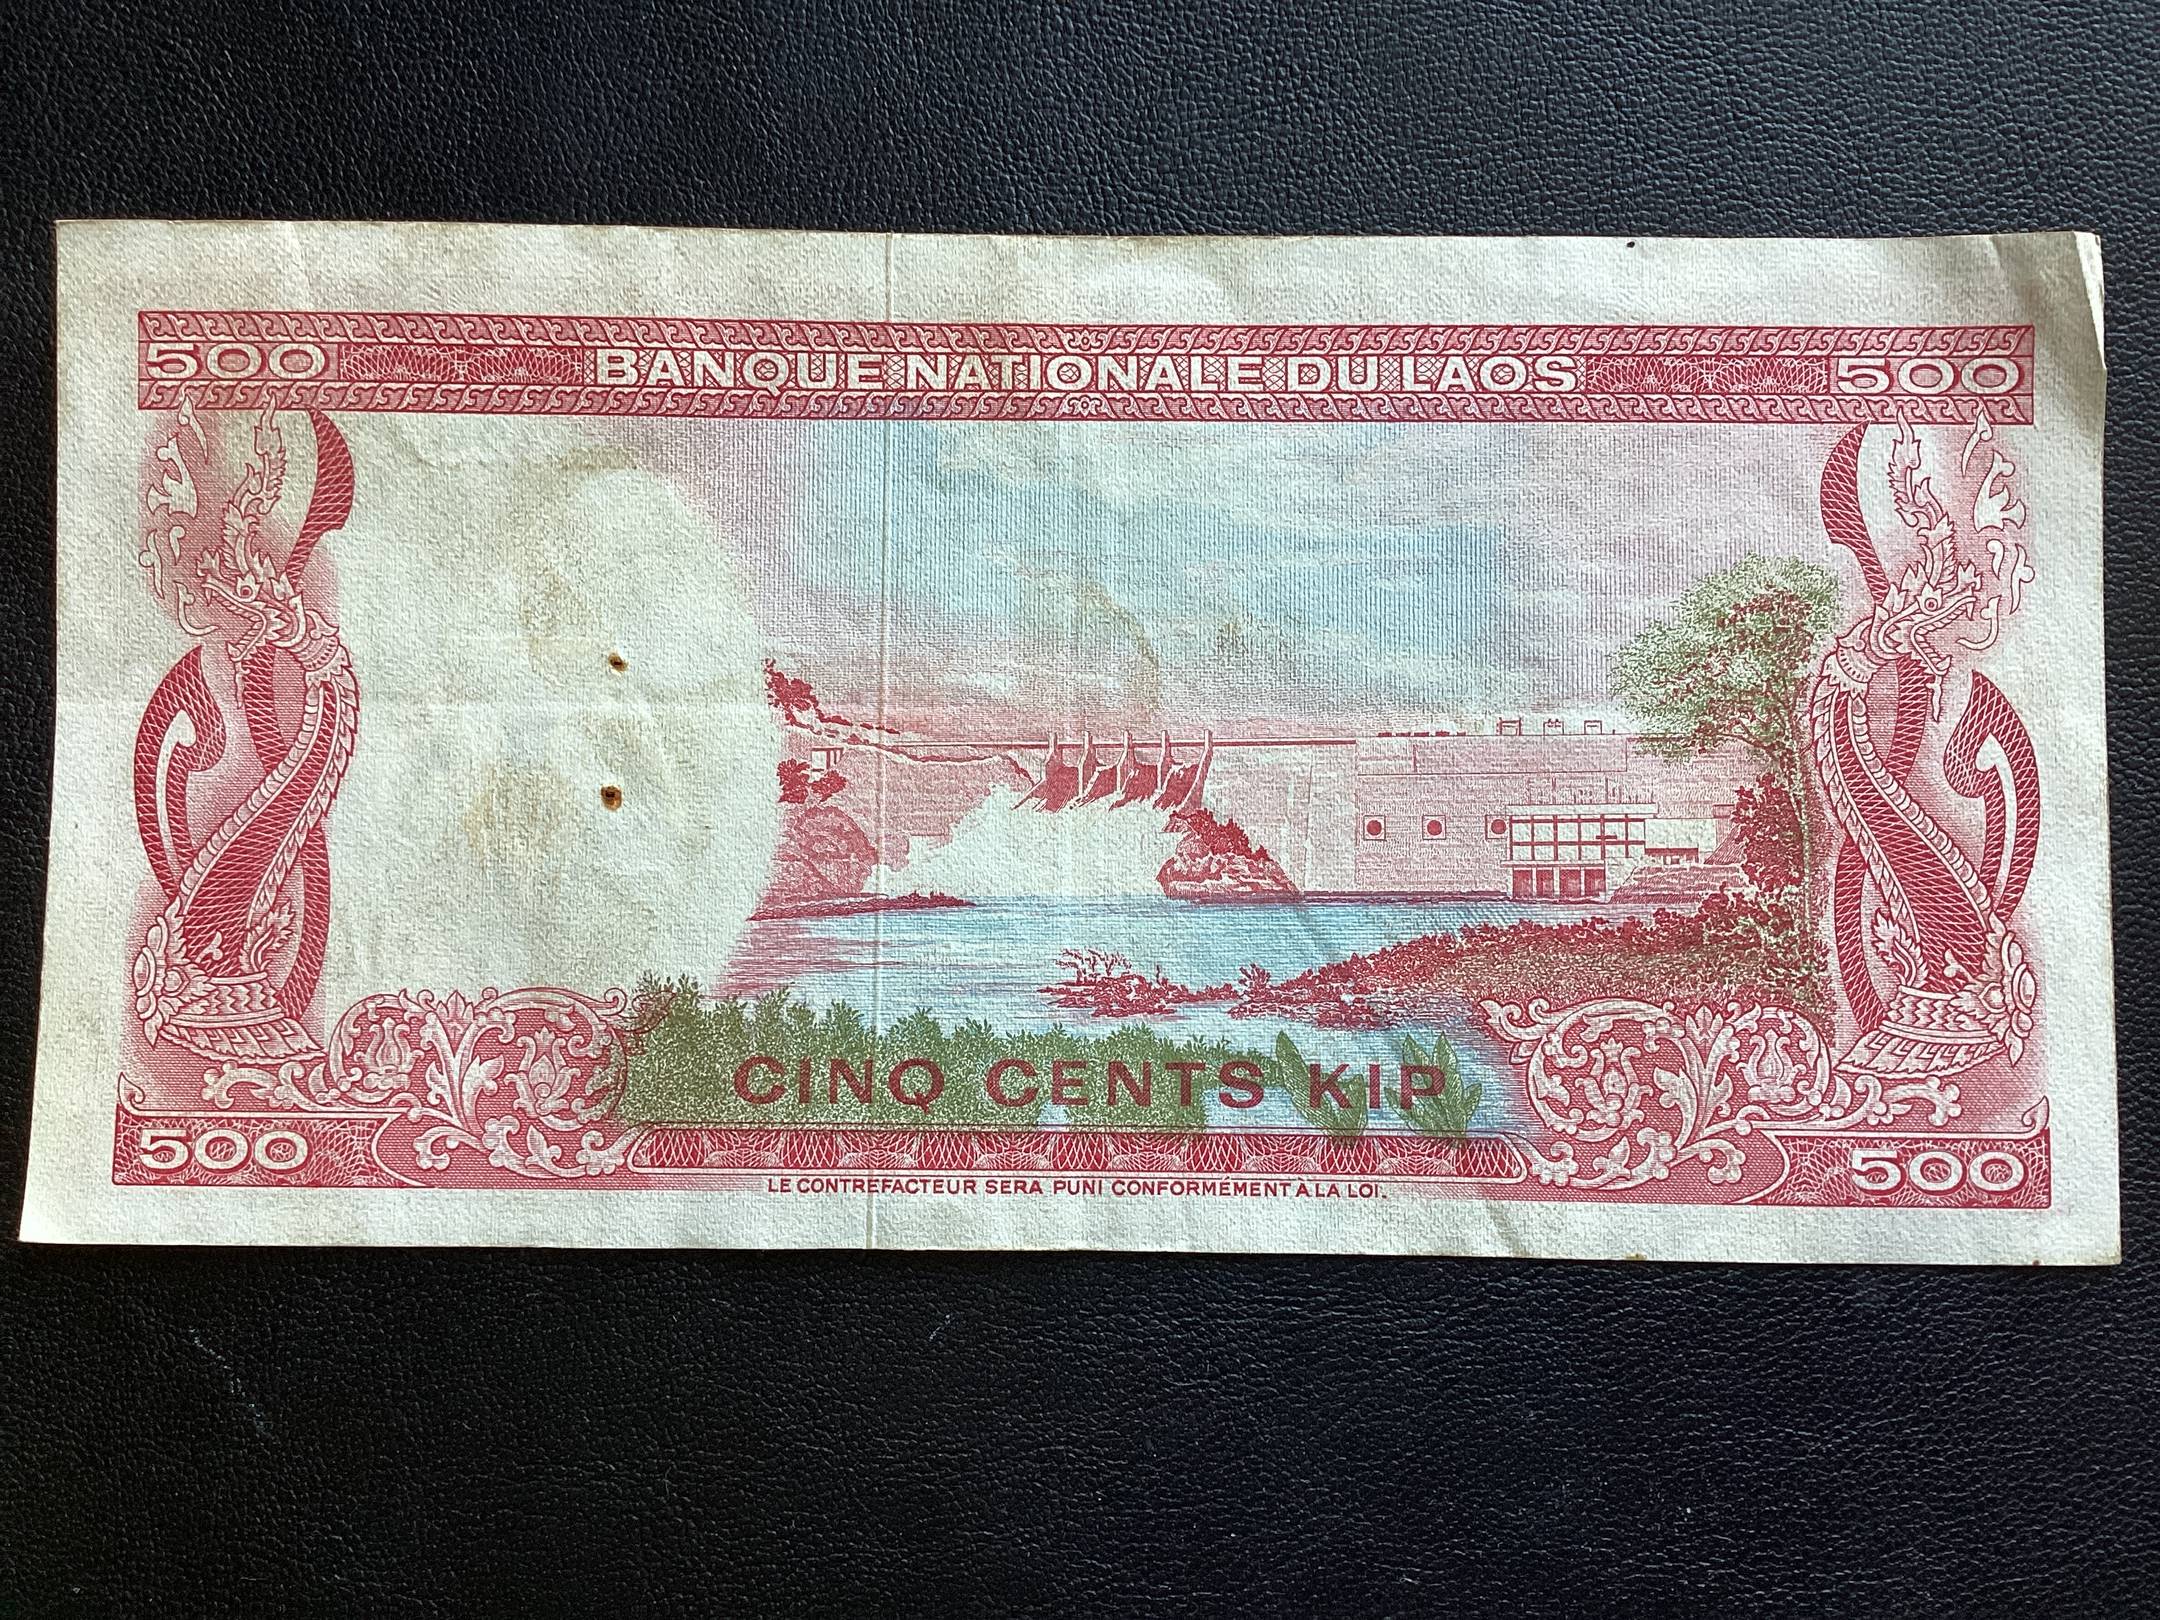 500 BANQUE NATIONALE DU LAOS 500
CINQ CENTS KIP
500 500
LE CONTREFACTEUR SERA PUNI CONFORMÉMENT À LA LOI.